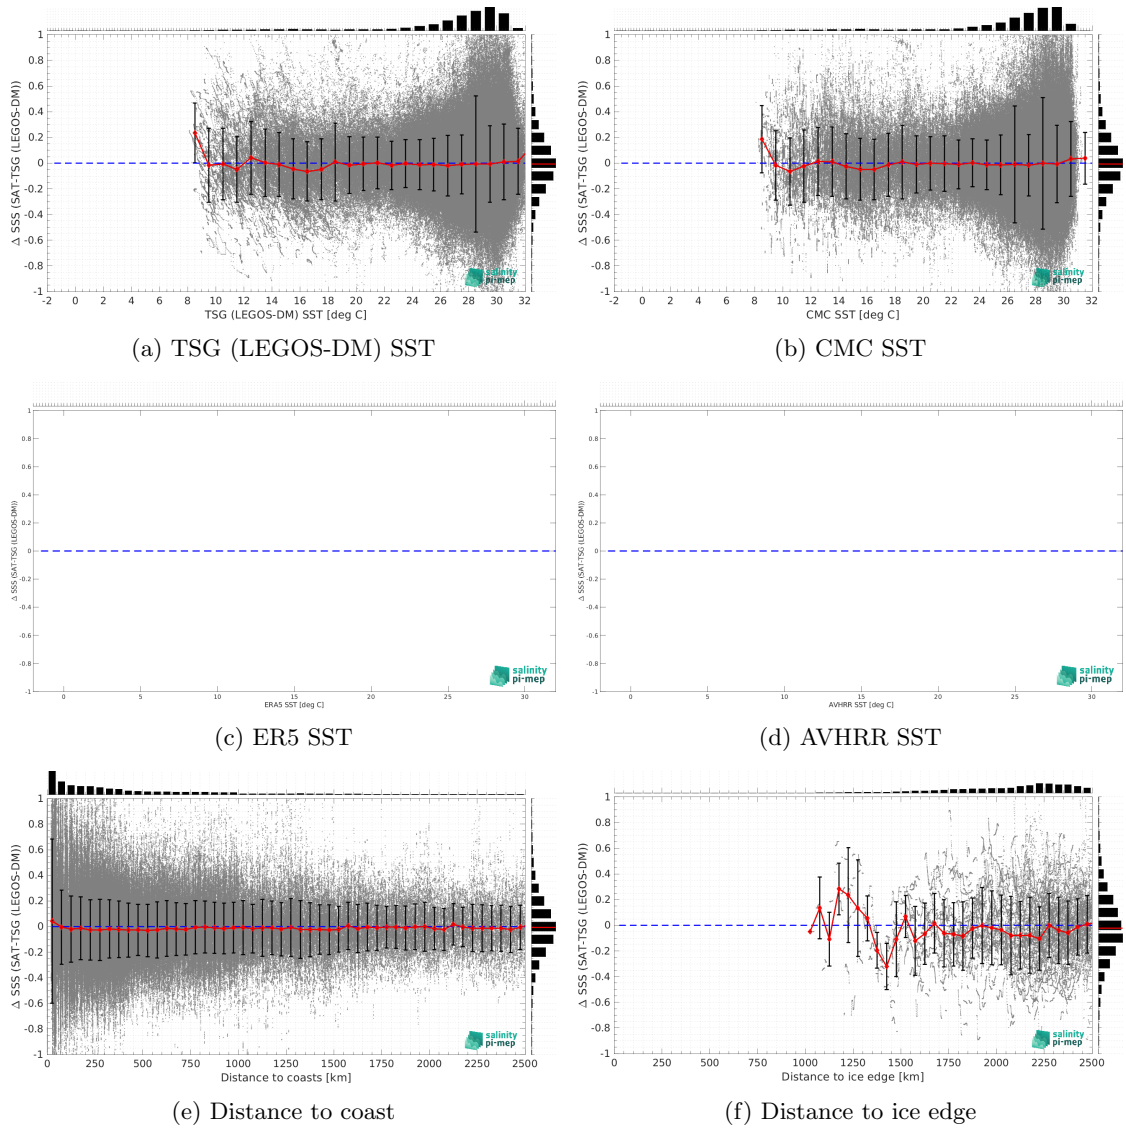 1
0.8
0.6
0.4
0.2
0
-0.2
-0.4
-0.6
-0.8
-1
Δ SSS (SAT-TSG (LEGOS-DM))
salinity
pi-mep
-2 0 2 4 6 8 10 12 14 16 18 20 22 24 26 28 30 32
TSG (LEGOS-DM) SST [deg C]
(a) TSG (LEGOS-DM) SST
1
0.8
0.6
0.4
0.2
0
-0.2
-0.4
-0.6
-0.8
-1
Δ SSS (SAT-TSG (LEGOS-DM))
salinity
pi-mep
-2 0 2 4 6 8 10 12 14 16 18 20 22 24 26 28 30 32
CMC SST [deg C]
(b) CMC SST
1
0.8
0.6
0.4
0.2
0
-0.2
-0.4
-0.6
-0.8
-1
Δ SSS (SAT-TSG (LEGOS-DM))
salinity
pi-mep
0 5 10 15 20 25 30
ERA5 SST [deg C]
(c) ER5 SST
1
0.8
0.6
0.4
0.2
0
-0.2
-0.4
-0.6
-0.8
-1
Δ SSS (SAT-TSG (LEGOS-DM))
salinity
pi-mep
0 5 10 15 20 25 30
AVHRR SST [deg C]
(d) AVHRR SST
1
0.8
0.6
0.4
0.2
0
-0.2
-0.4
-0.6
-0.8
-1
Δ SSS (SAT-TSG (LEGOS-DM))
salinity
pi-mep
0 250 500 750 1000 1250 1500 1750 2000 2250 2500
Distance to coasts [km]
(e) Distance to coast
1
0.8
0.6
0.4
0.2
0
-0.2
-0.4
-0.6
-0.8
-1
Δ SSS (SAT-TSG (LEGOS-DM))
salinity
pi-mep
0 250 500 750 1000 1250 1500 1750 2000 2250 2500
Distance to ice edge [km]
(f) Distance to ice edge